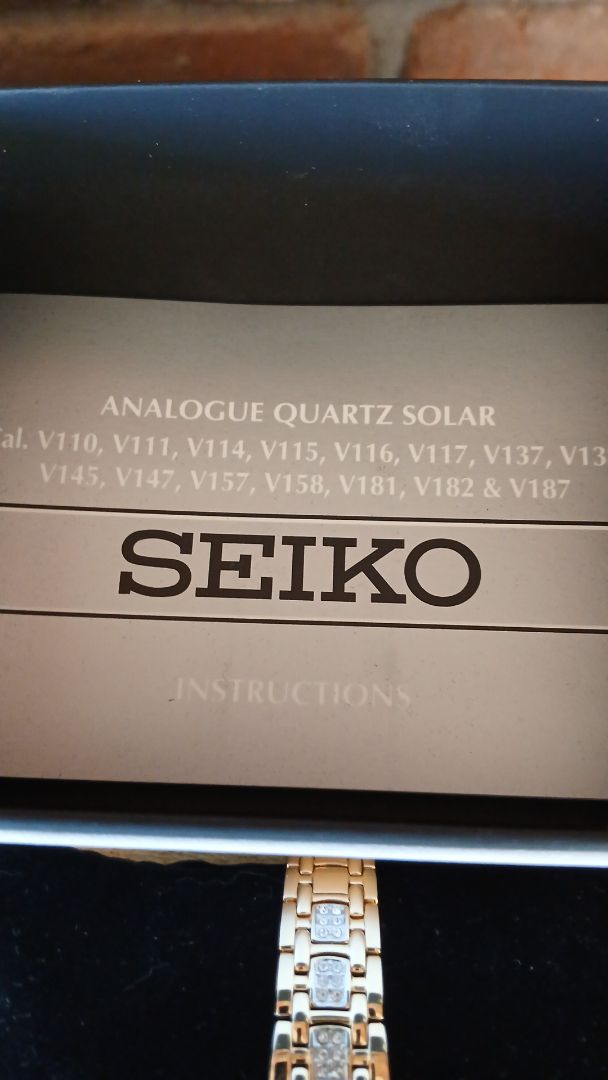 ANALOGUE QUARTZ SOLAR
al. V110, V111, V114, V115, V116, V117, V137, V13
V145, V147, V157, V158, V181, V182 & V187
SEIKO
INSTRUCTIONS